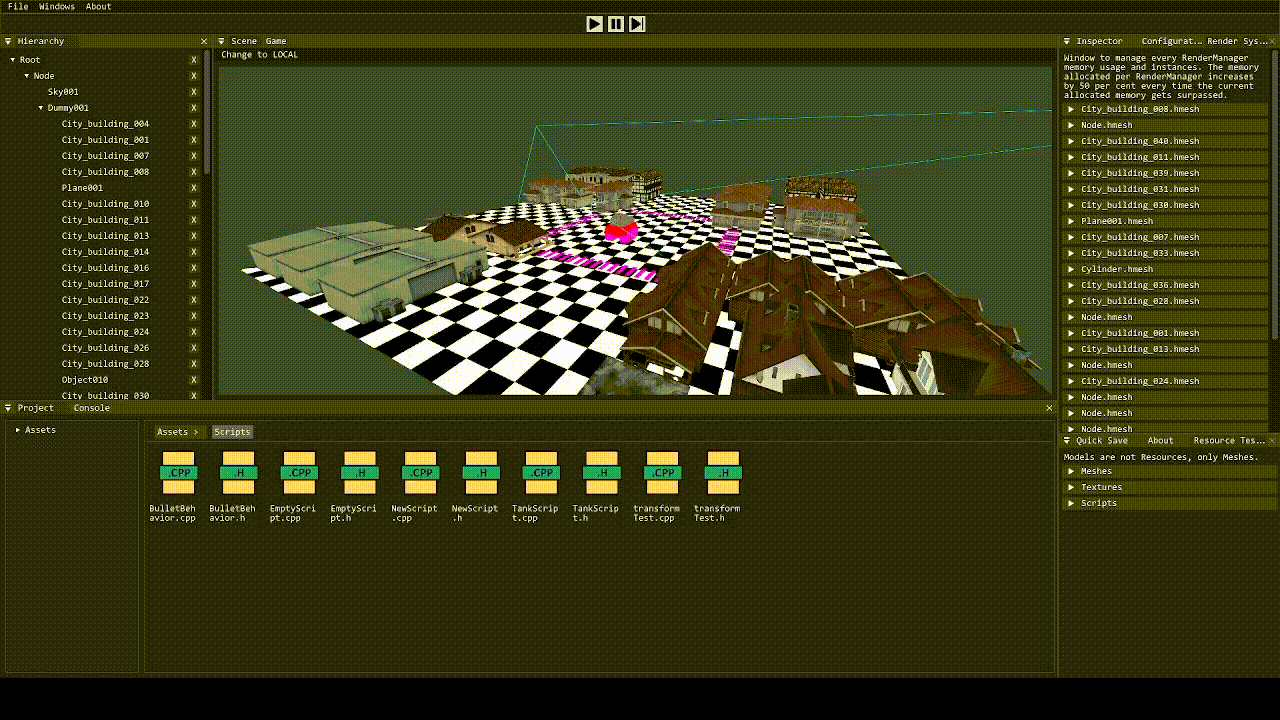 File Windows About
Hierarchy
Root X
Node X
Sky001 X
Dummy001 X
City_building_004 X
City_building_001 X
City_building_007 X
City_building_008 X
Plane001 X
City_building_010 X
City_building_011 X
City_building_013 X
City_building_014 X
City_building_016 X
City_building_017 X
City_building_022 X
City_building_023 X
City_building_024 X
City_building_026 X
City_building_028 X
Object010 X
City_building_030 X
Scene Game
Change to LOCAL
Inspector Configurat... Render Sys...
Window to manage every RenderManager
memory usage and instances. The memory
allocated per RenderManager increases
by 50 per cent every time the current
allocated memory gets surpassed.
City_building_008.hmesh
Node.hmesh
City_building_040.hmesh
City_building_011.hmesh
City_building_039.hmesh
City_building_031.hmesh
City_building_030.hmesh
Plane001.hmesh
City_building_007.hmesh
City_building_033.hmesh
Cylinder.hmesh
City_building_036.hmesh
City_building_028.hmesh
Node.hmesh
City_building_001.hmesh
City_building_013.hmesh
Node.hmesh
City_building_024.hmesh
Node.hmesh
Node.hmesh
Node.hmesh
Project Console
Assets
Assets > Scripts
.CPP .H .CPP .H .CPP .H .CPP .H .CPP .H
BulletBeh
avior.cpp
BulletBeh
avior.h
EmptyScri
pt.cpp
EmptyScri
pt.h
NewScript
.cpp
NewScript
.h
TankScrip
t.cpp
TankScrip
t.h
transform
Test.cpp
transform
Test.h
Quick Save About Resource Tes...
Models are not Resources, only Meshes.
Meshes
Textures
Scripts